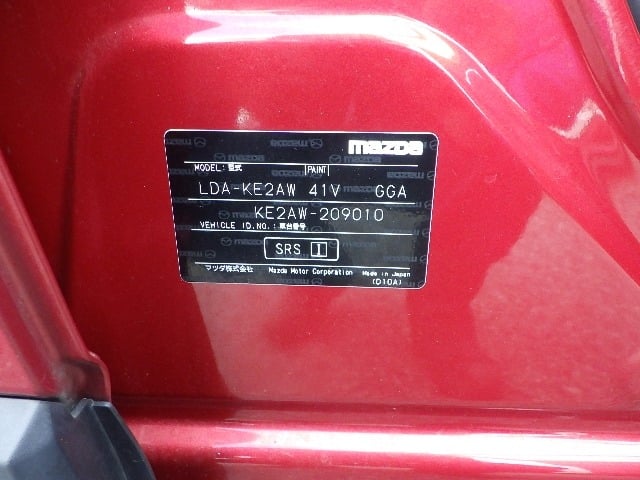 mazda
MODEL:型式 PAINT
LDA-KE2AW 41V GGA
KE2AW-209010
VEHICLE ID.NO.:車台番号
SRS I
マツダ株式会社 Mazda Motor Corporation Made in Japan
(D10A)